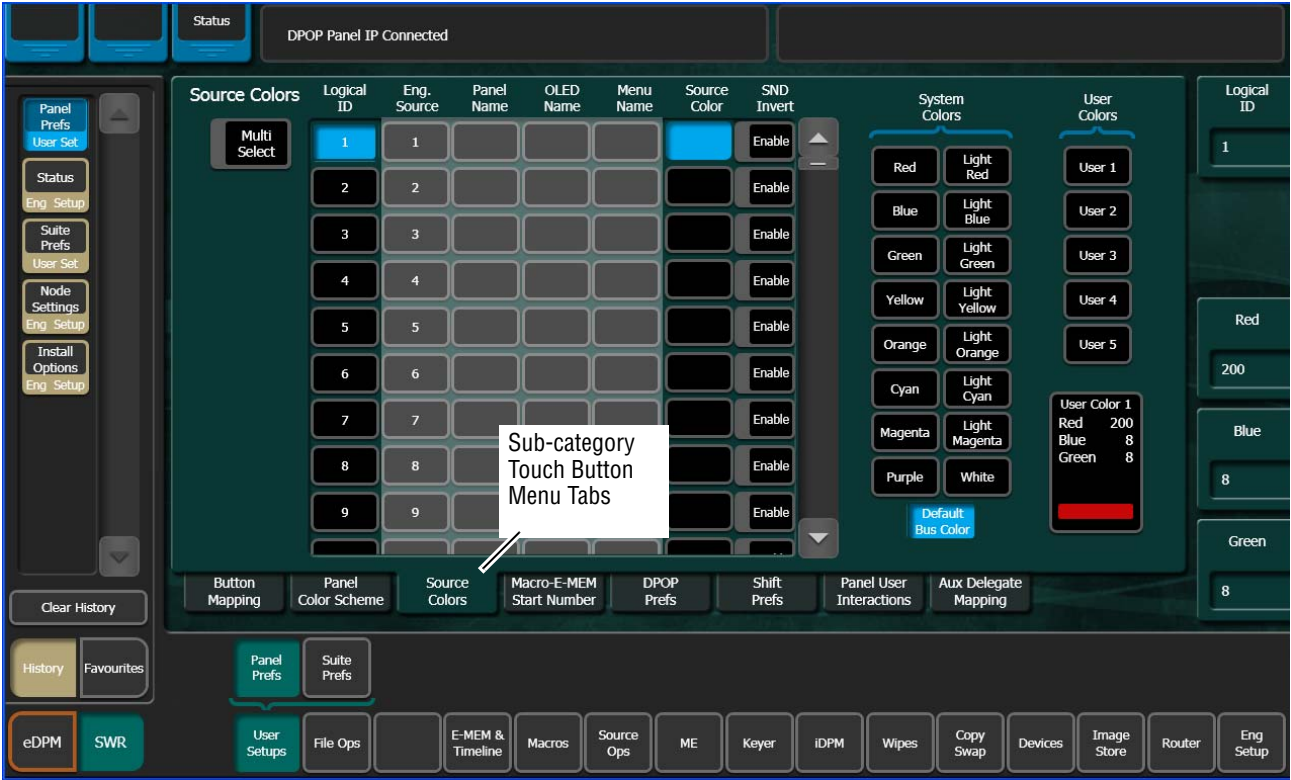 Status
DPOP Panel IP Connected
Panel
Prefs
User Set
Status
Eng Setup
Suite
Prefs
User Set
Node
Settings
Eng Setup
Install
Options
Eng Setup
Clear History
History
Favourites
eDPM
SWR
Source Colors
Multi
Select
Logical
ID
Eng.
Source
Panel
Name
OLED
Name
Menu
Name
Source
Color
SND
Invert
1 1 Enable
2 2 Enable
3 3 Enable
4 4 Enable
5 5 Enable
6 6 Enable
7 7 Enable
8 8 Enable
9 9 Enable
Sub-category
Touch Button
Menu Tabs
System
Colors
Red
Light
Red
Blue
Light
Blue
Green
Light
Green
Yellow
Light
Yellow
Orange
Light
Orange
Cyan
Light
Cyan
Magenta
Light
Magenta
Purple
White
Default
Bus Color
User
Colors
User 1
User 2
User 3
User 4
User 5
User Color 1
Red 200
Blue 8
Green 8
Logical
ID
1
Red
200
Blue
8
Green
8
Button
Mapping
Panel
Color Scheme
Source
Colors
Macro-E-MEM
Start Number
DPOP
Prefs
Shift
Prefs
Panel User
Interactions
Aux Delegate
Mapping
Panel
Prefs
Suite
Prefs
User
Setups
File Ops
E-MEM &
Timeline
Macros
Source
Ops
ME
Keyer
iDPM
Wipes
Copy
Swap
Devices
Image
Store
Router
Eng
Setup